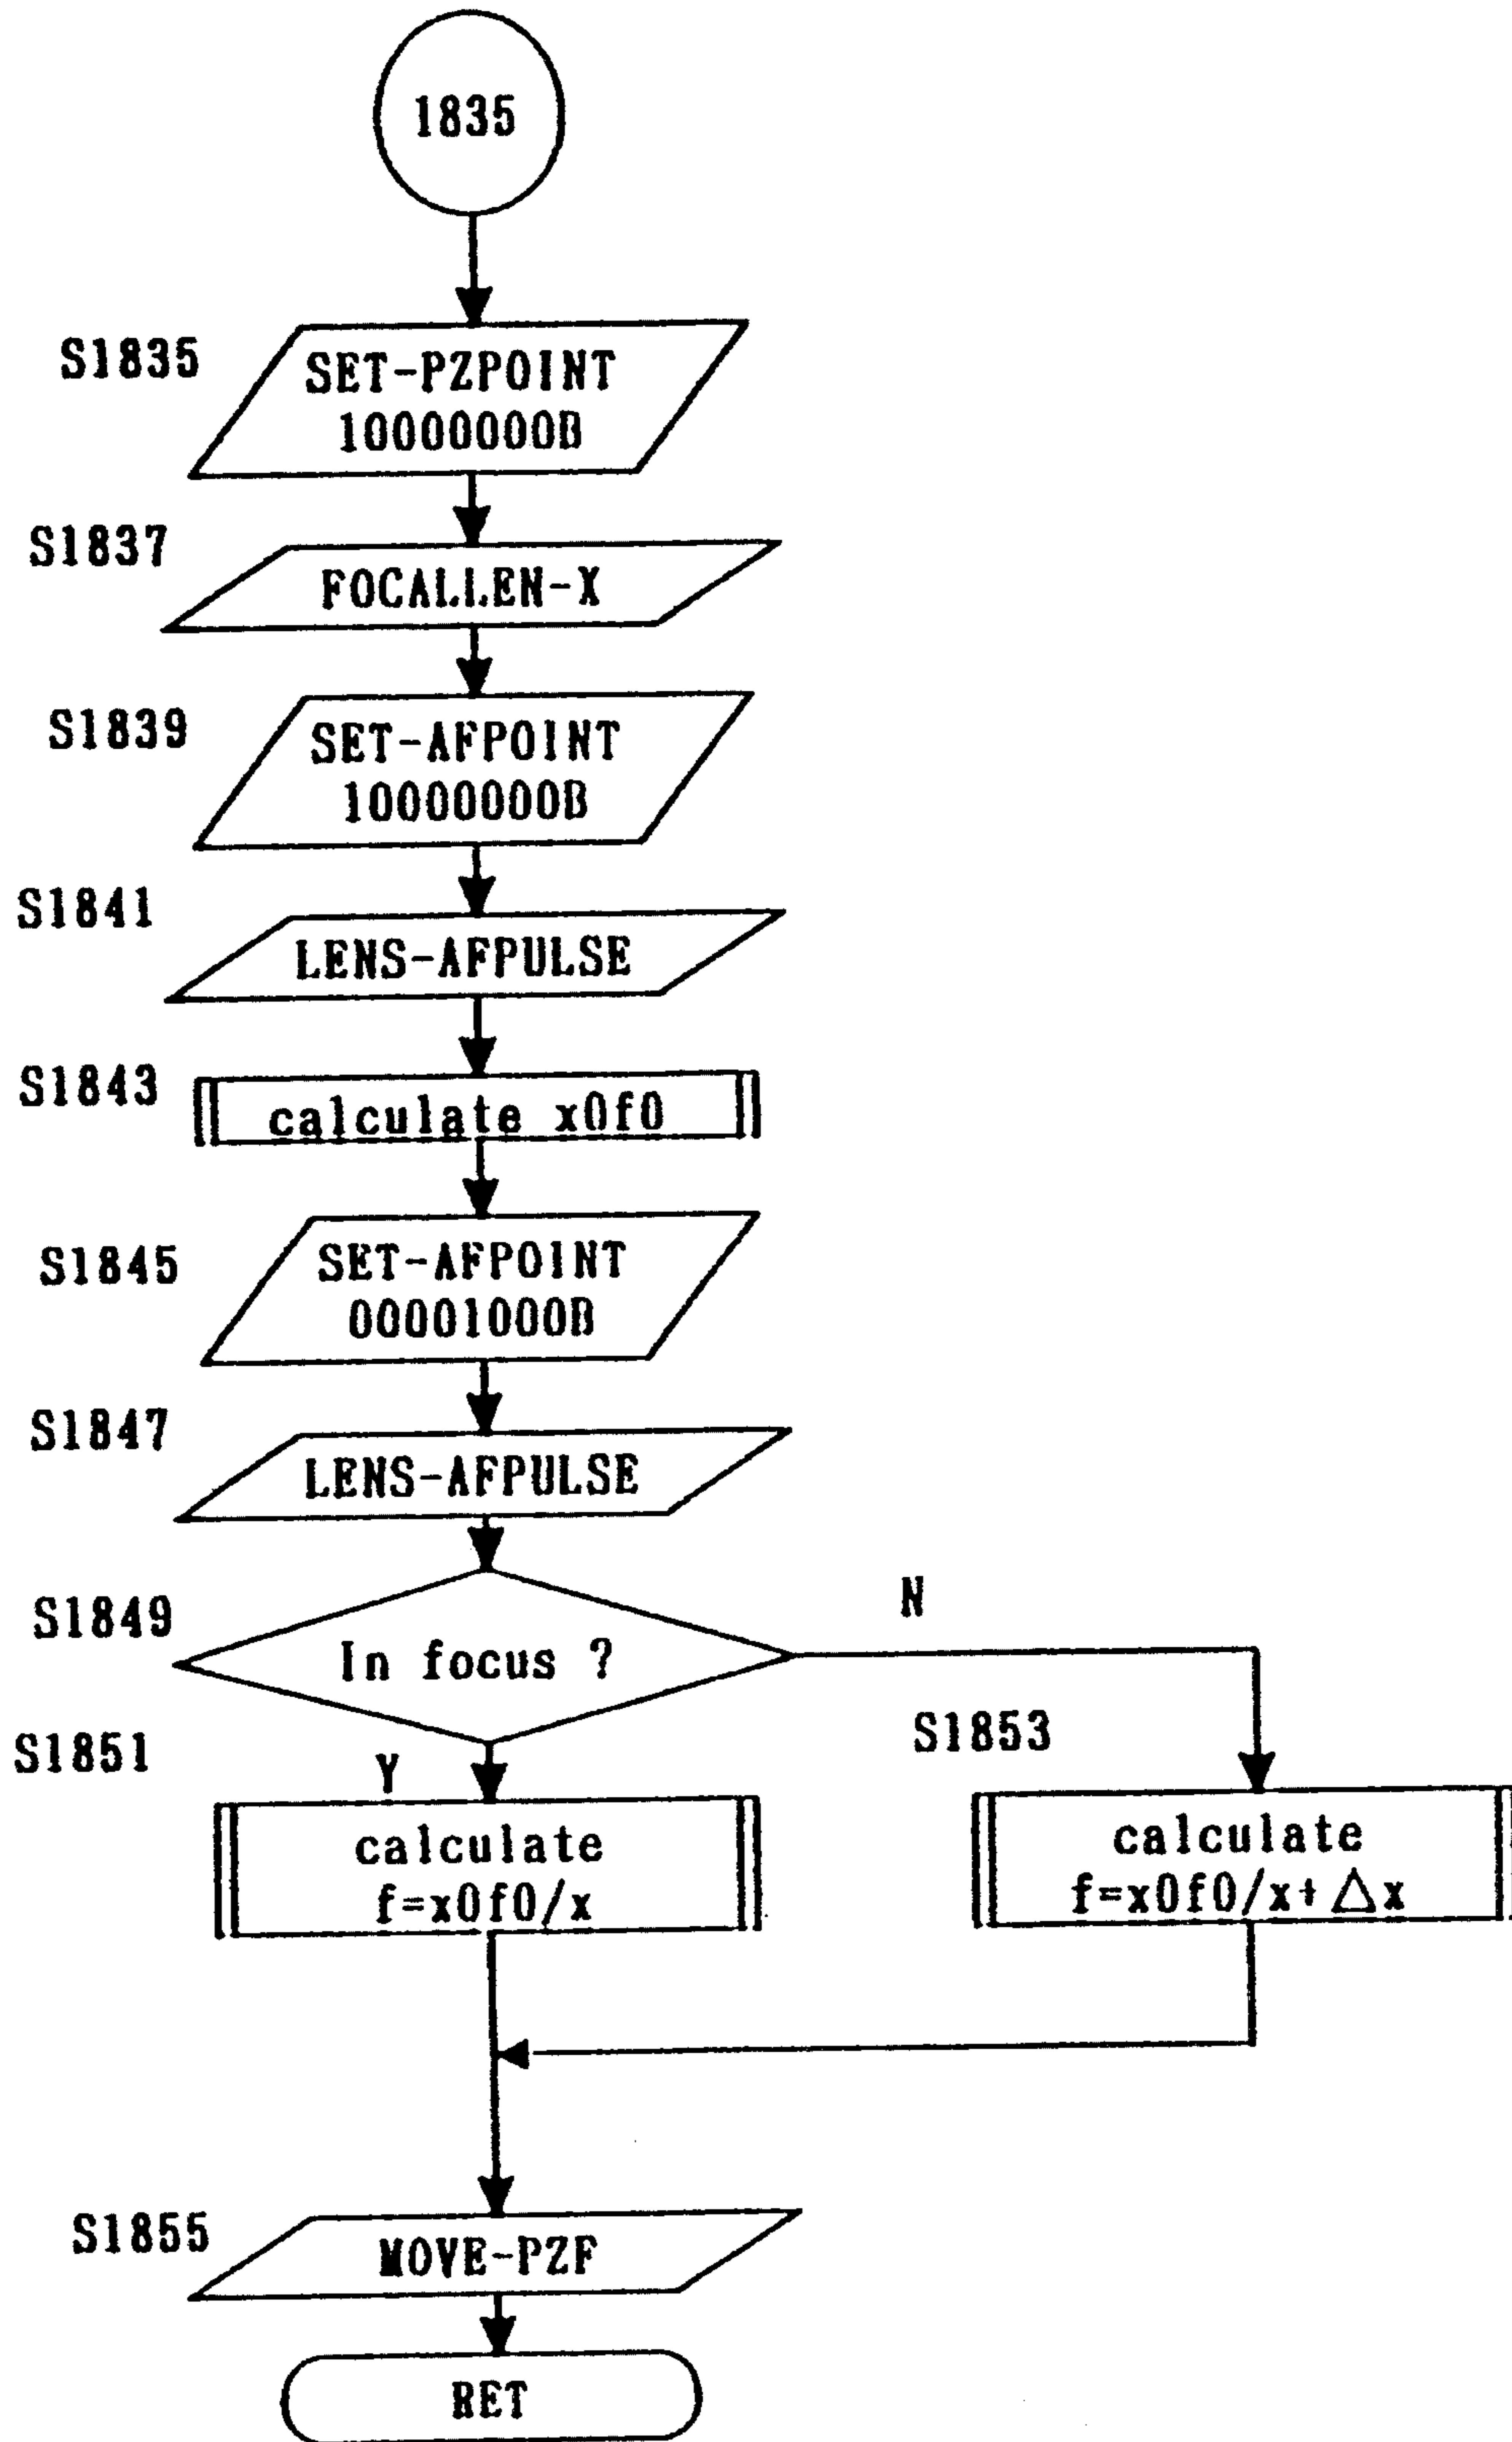 1835
S1835
SET-PZPOINT
10000000B
S1837
FOCALLEN-X
S1839
SET-AFPOINT
10000000B
S1841
LENS-AFPULSE
S1843
calculate x0f0
S1845
SET-AFPOINT
00001000B
S1847
LENS-AFPULSE
S1849
In focus ?
N
S1851
Y
calculate
f=x0f0/x
S1853
calculate
f=x0f0/x+△x
S1855
MOVE-PZF
RET